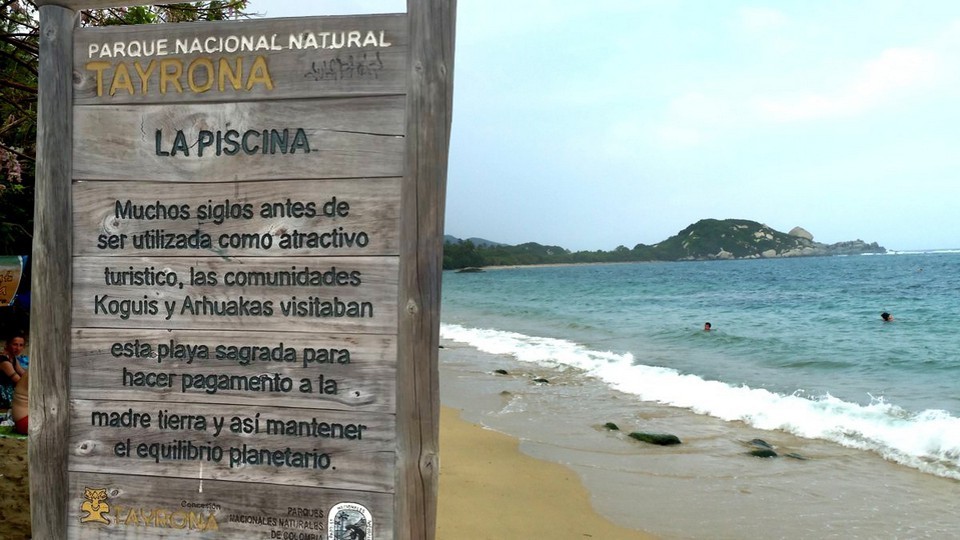 PARQUE NACIONAL NATURAL
TAYRONA
LA PISCINA
Muchos siglos antes de
ser utilizada como atractivo
turistico, las comunidades
Koguis y Arhuakas visitaban
esta playa sagrada para
hacer pagamento a la
madre tierra y así mantener
el equilibrio planetario.
Concesión
TAYRONA
PARQUES
NACIONALES NATURALES
DE COLOMBIA